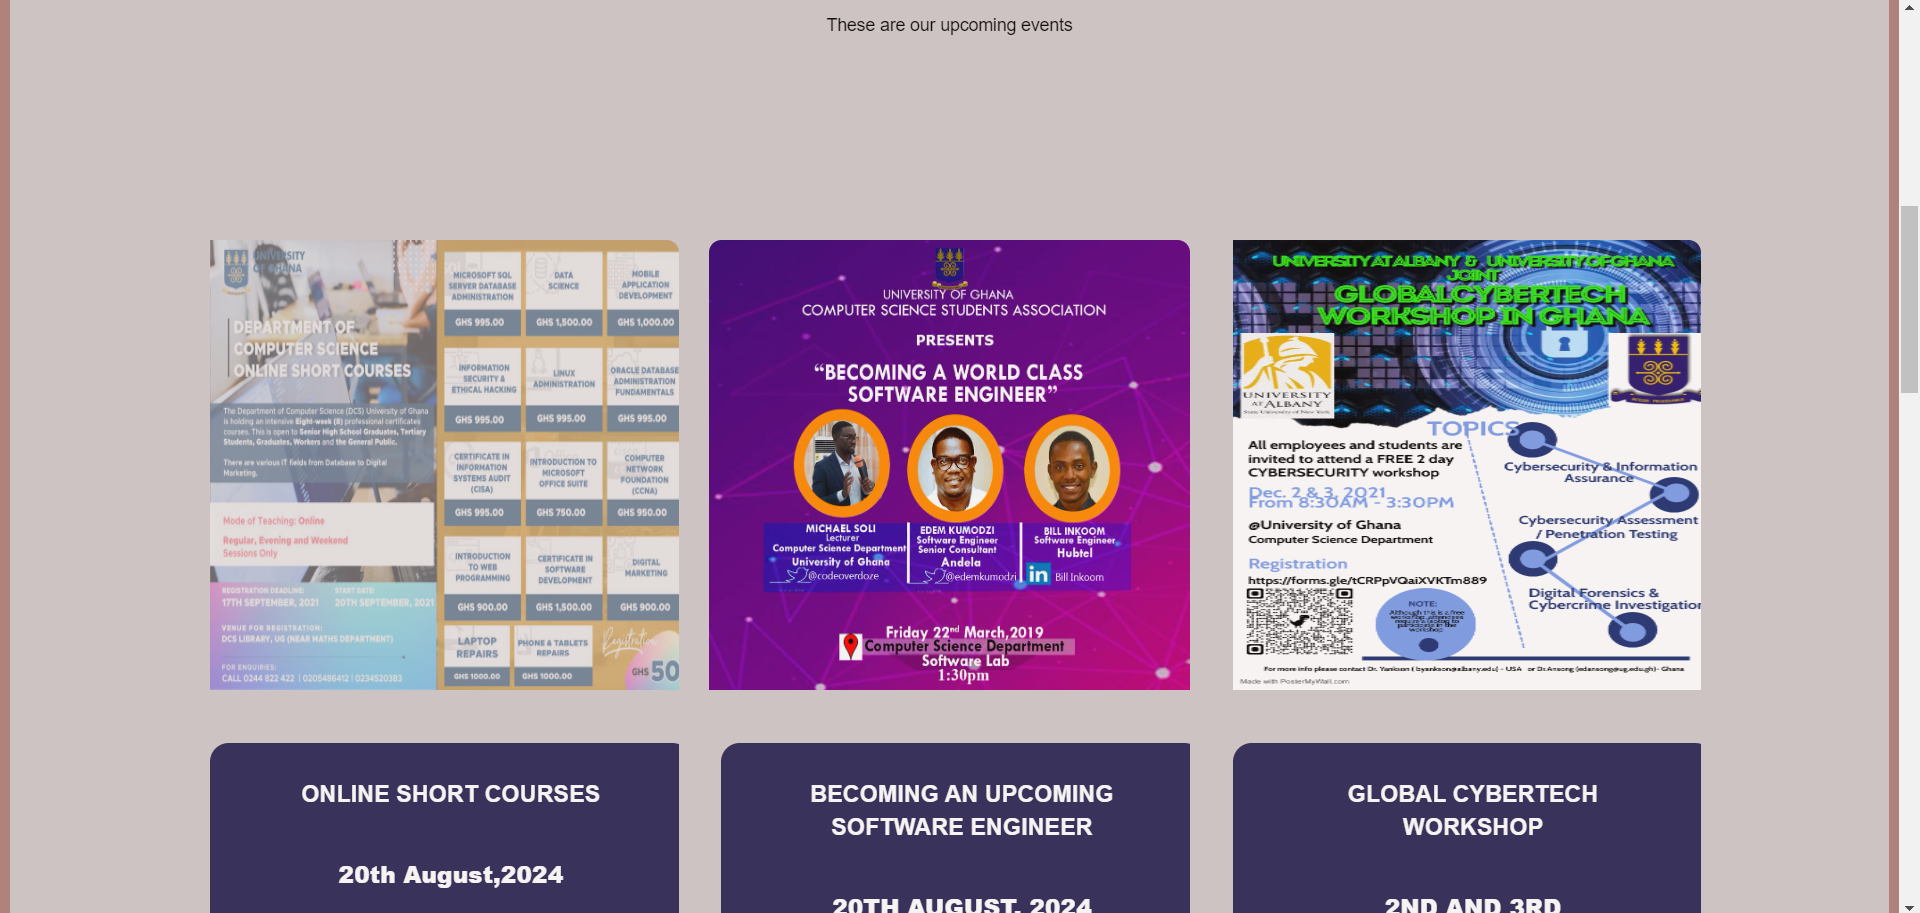 These are our upcoming events
UNIVERSITY
OF GHANA
DEPARTMENT OF
COMPUTER SCIENCE
ONLINE SHORT COURSES
The Department of Computer Science (DCS) University of Ghana
is holding an intensive Eight-week (8) professional certificates
courses. This is open to Senior High School Graduates, Tertiary
Students, Graduates, Workers and the General Public.
There are various IT fields from Database to Digital
Marketing.
Mode of Teaching: Online
Regular, Evening and Weekend
Sessions Only
REGISTRATION DEADLINE:
17TH SEPTEMBER, 2021
START DATE:
20TH SEPTEMBER, 2021
VENUE FOR REGISTRATION:
DCS LIBRARY, UG (NEAR MATHS DEPARTMENT)
FOR ENQUIRIES:
CALL 0244 822 422 | 0205486412 | 0234520383
MICROSOFT SQL
SERVER DATABASE
ADMINISTRATION
GHS 995.00
DATA
SCIENCE
GHS 1,500.00
MOBILE
APPLICATION
DEVELOPMENT
GHS 1,000.00
INFORMATION
SECURITY &
ETHICAL HACKING
GHS 995.00
LINUX
ADMINISTRATION
GHS 995.00
ORACLE DATABASE
ADMINISTRATION
FUNDAMENTALS
GHS 995.00
CERTIFICATE IN
INFORMATION
SYSTEMS AUDIT
(CISA)
GHS 995.00
INTRODUCTION TO
MICROSOFT
OFFICE SUITE
GHS 750.00
COMPUTER
NETWORK
FOUNDATION
(CCNA)
GHS 950.00
INTRODUCTION
TO WEB
PROGRAMMING
GHS 900.00
CERTIFICATE IN
SOFTWARE
DEVELOPMENT
GHS 1,500.00
DIGITAL
MARKETING
GHS 900.00
LAPTOP
REPAIRS
GHS 1000.00
PHONE & TABLETS
REPAIRS
GHS 1000.00
Registration
GHS 50
UNIVERSITY OF GHANA
COMPUTER SCIENCE STUDENTS ASSOCIATION
PRESENTS
“BECOMING A WORLD CLASS
SOFTWARE ENGINEER”
MICHAEL SOLI
Lecturer
Computer Science Department
University of Ghana
@codeoverdoze
EDEM KUMODZI
Software Engineer
Senior Consultant
Andela
@edemkumodzi
BILL INKOOM
Software Engineer
Hubtel
in Bill Inkoom
Friday 22nd March,2019
Computer Science Department
Software Lab
1:30pm
UNIVERSITY AT ALBANY & UNIVERSITY OF GHANA
JOINT
GLOBALCYBERTECH
WORKSHOP IN GHANA
UNIVERSITY
AT ALBANY
State University of New York
TOPICS
All employees and students are
invited to attend a FREE 2 day
CYBERSECURITY workshop
Dec. 2 & 3, 2021
From 8:30AM - 3:30PM
@University of Ghana
Computer Science Department
Registration
https://forms.gle/tCRPpVQaiXVKTm889
Cybersecurity & Information
Assurance
Cybersecurity Assessment
/ Penetration Testing
Digital Forensics &
Cybercrime Investigation
NOTE:
Although this is a free
workshop
For more info please contact Dr. Yankson ( byankson@albany.edu) - USA or Dr.Ansong (edansong@ug.edu.gh)- Ghana
Made with PosterMyWall.com
ONLINE SHORT COURSES
20th August,2024
BECOMING AN UPCOMING
SOFTWARE ENGINEER
20TH AUGUST, 2024
GLOBAL CYBERTECH
WORKSHOP
2ND AND 3RD